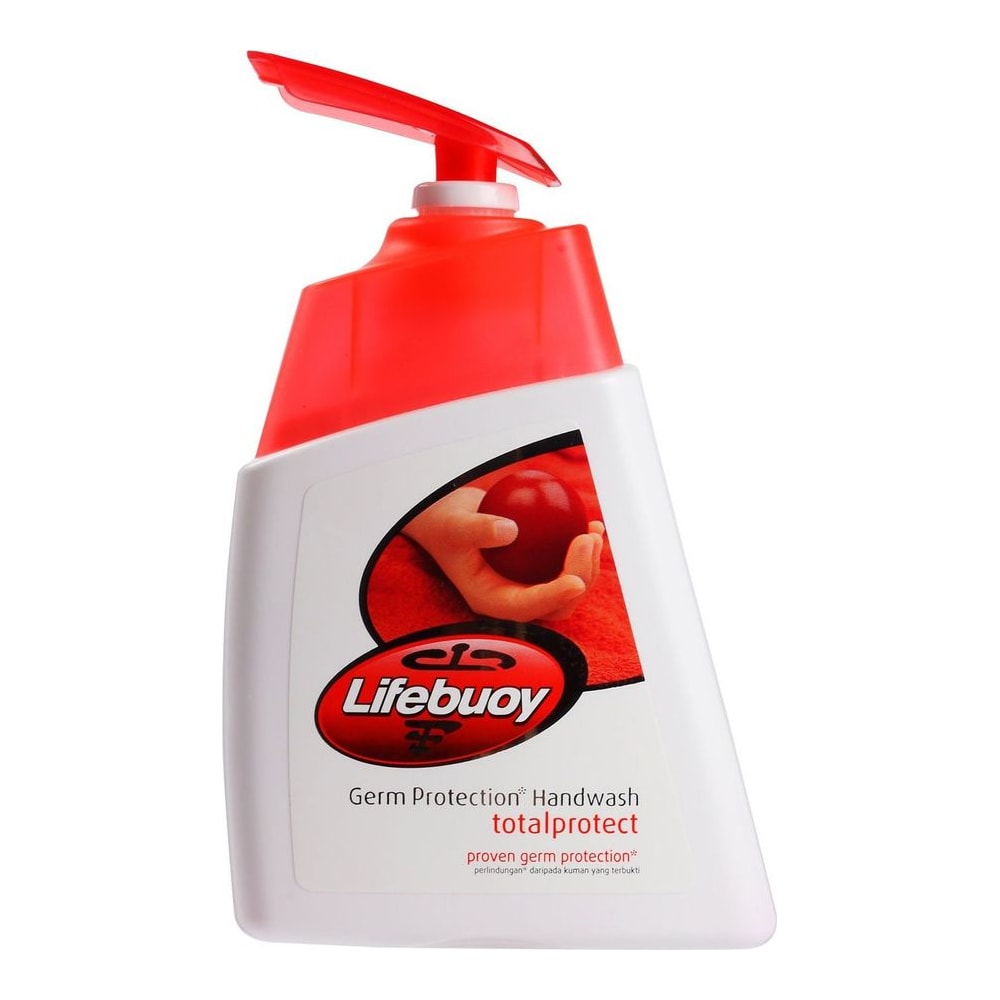 Lifebuoy
Germ Protection* Handwash
totalprotect
proven germ protection*
perlindungan* daripada kuman yang terbukti